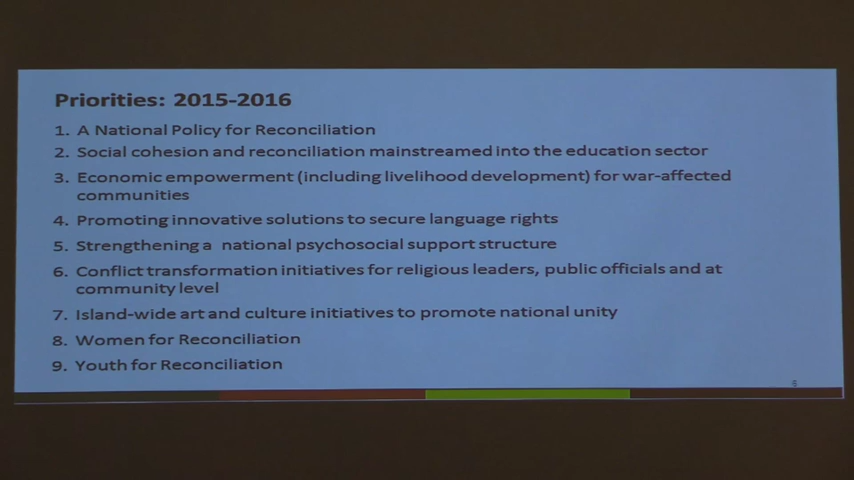 Priorities: 2015-2016
1. A National Policy for Reconciliation
2. Social cohesion and reconciliation mainstreamed into the education sector
3. Economic empowerment (including livelihood development) for war-affected
communities
4. Promoting innovative solutions to secure language rights
5. Strengthening a national psychosocial support structure
6. Conflict transformation initiatives for religious leaders, public officials and at
community level
7. Island-wide art and culture initiatives to promote national unity
8. Women for Reconciliation
9. Youth for Reconciliation
6